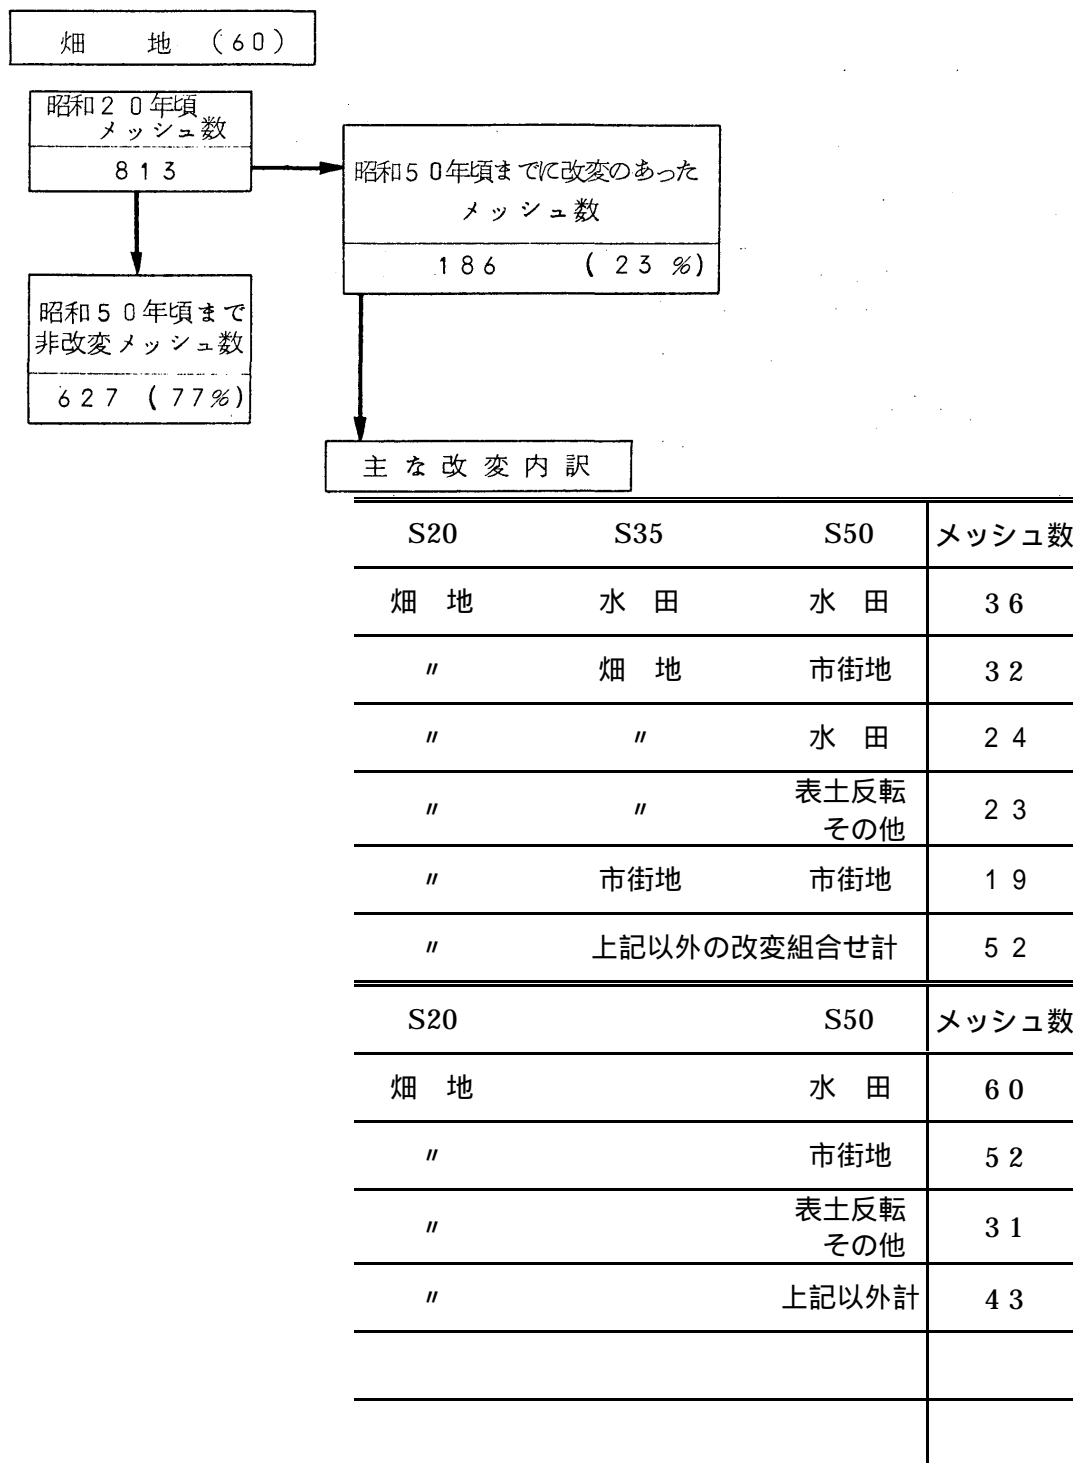 畑 地 (60)
昭和20年頃
メッシュ数
813
昭和50年頃までに改変のあった
メッシュ数
186 (23%)
昭和50年頃まで
非改変メッシュ数
627 (77%)
主な改変内訳
S20 S35 S50 メッシュ数
畑 地 水 田 水 田 36
〃 畑 地 市街地 32
〃 〃 水 田 24
〃 〃 表土反転
その他 23
〃 市街地 市街地 19
〃 上記以外の改変組合せ計 52
S20 S50 メッシュ数
畑 地 水 田 60
〃 市街地 52
〃 表土反転
その他 31
〃 上記以外計 43